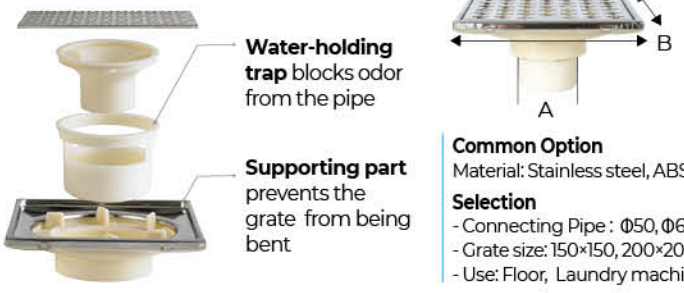 Water-holding
trap blocks odor
from the pipe
Supporting part
prevents the
grate from being
bent
B
A
Common Option
Material: Stainless steel, ABS
Selection
- Connecting Pipe : Φ50, Φ6
- Grate size: 150×150, 200×20
- Use: Floor, Laundry machi